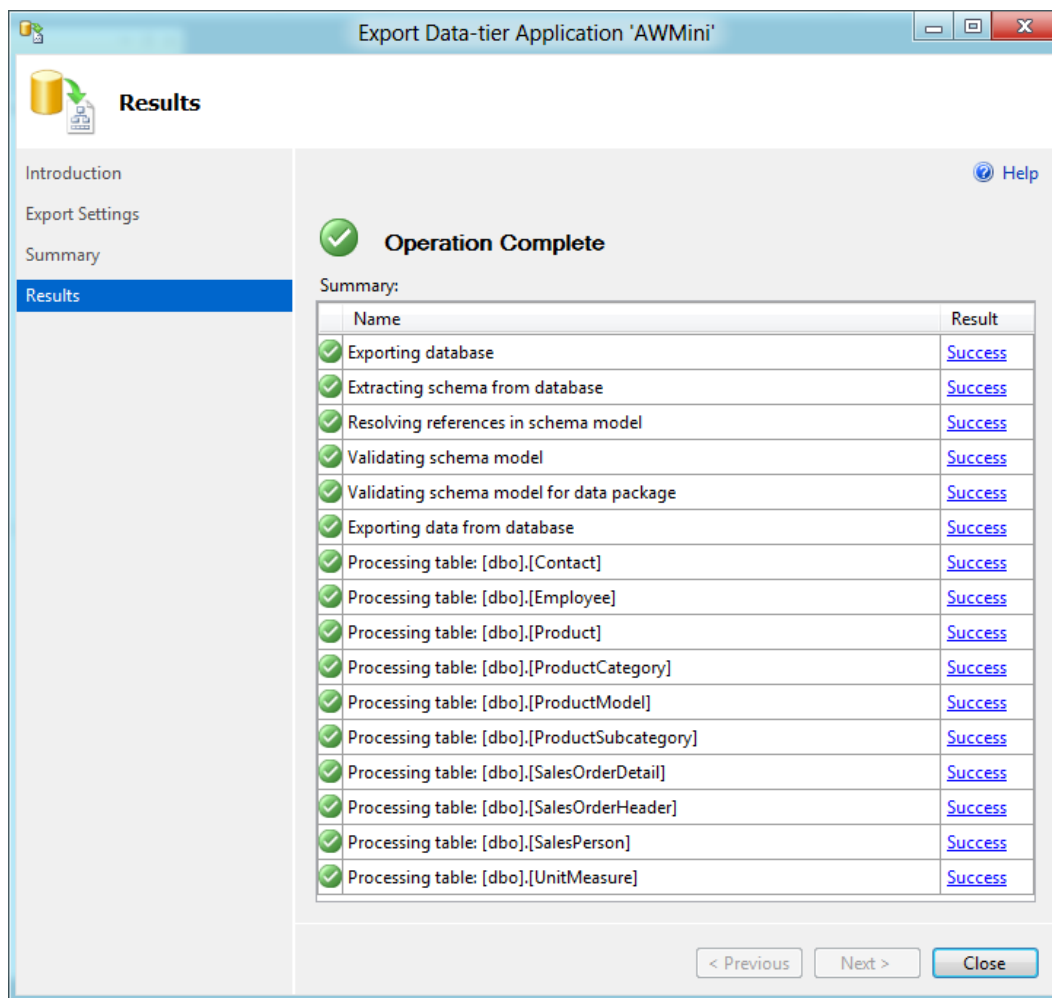 Export Data-tier Application 'AWMini'
Results
Introduction
Export Settings
Summary
Results
Help
Operation Complete
Summary:
Name Result
Exporting database Success
Extracting schema from database Success
Resolving references in schema model Success
Validating schema model Success
Validating schema model for data package Success
Exporting data from database Success
Processing table: [dbo].[Contact] Success
Processing table: [dbo].[Employee] Success
Processing table: [dbo].[Product] Success
Processing table: [dbo].[ProductCategory] Success
Processing table: [dbo].[ProductModel] Success
Processing table: [dbo].[ProductSubcategory] Success
Processing table: [dbo].[SalesOrderDetail] Success
Processing table: [dbo].[SalesOrderHeader] Success
Processing table: [dbo].[SalesPerson] Success
Processing table: [dbo].[UnitMeasure] Success
< Previous Next > Close